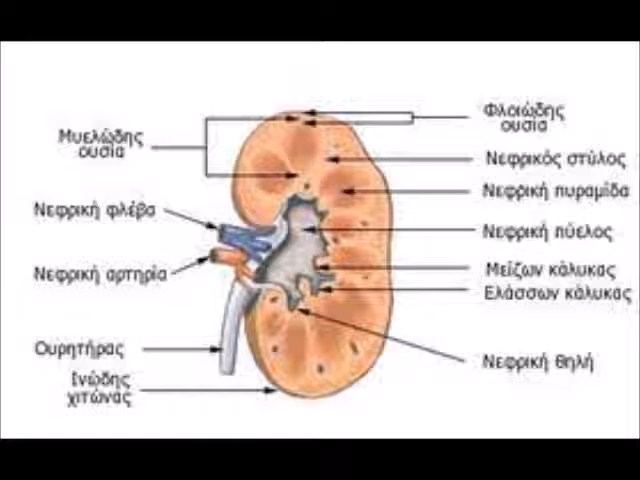 Μυελώδης
ουσία
Νεφρική φλέβα
Νεφρική αρτηρία
Ουρητήρας
Ινώδης
χιτώνας
Φλοιώδης
ουσία
Νεφρικός στύλος
Νεφρική πυραμίδα
Νεφρική πύελος
Μείζων κάλυκας
Ελάσσων κάλυκας
Νεφρική θηλή